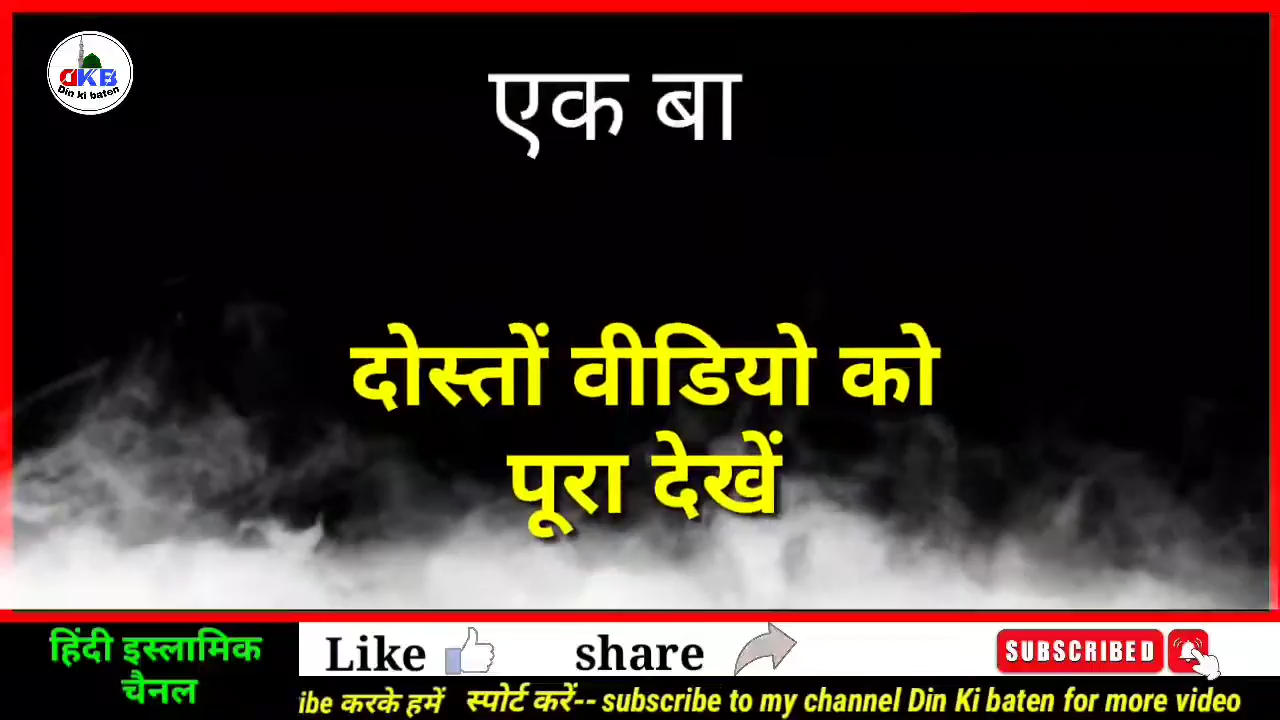 DKB
Din ki baten
एक बा
दोस्तों वीडियो को
पूरा देखें
हिंदी इस्लामिक
चैनल
Like
share
SUBSCRIBED
ibe करके हमें स्पोर्ट करें-- subscribe to my channel Din Ki baten for more video